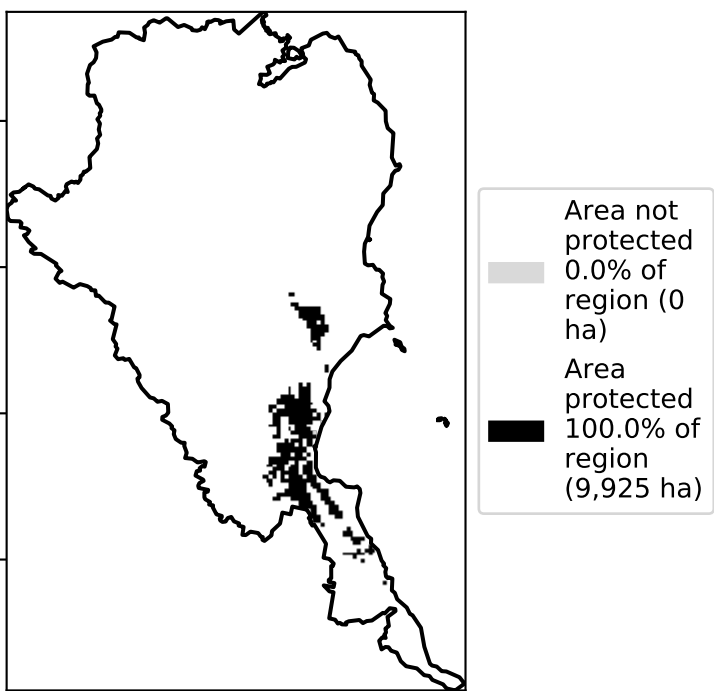 Area not
protected
0.0% of
region (0
ha)
Area
protected
100.0% of
region
(9,925 ha)